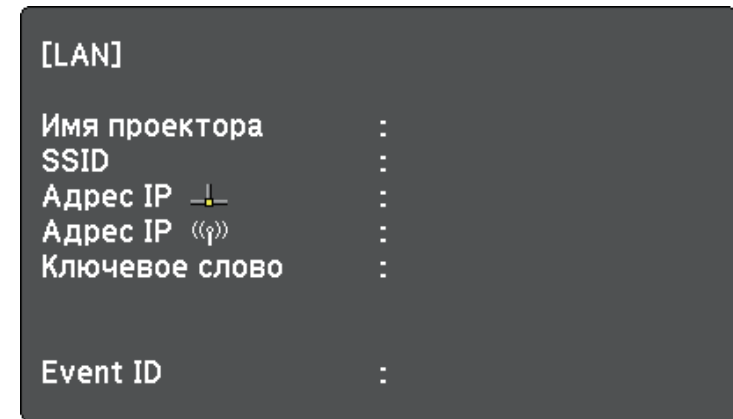 [LAN]
Имя проектора :
SSID :
Адрес IP :
Адрес IP :
Ключевое слово :
Event ID :